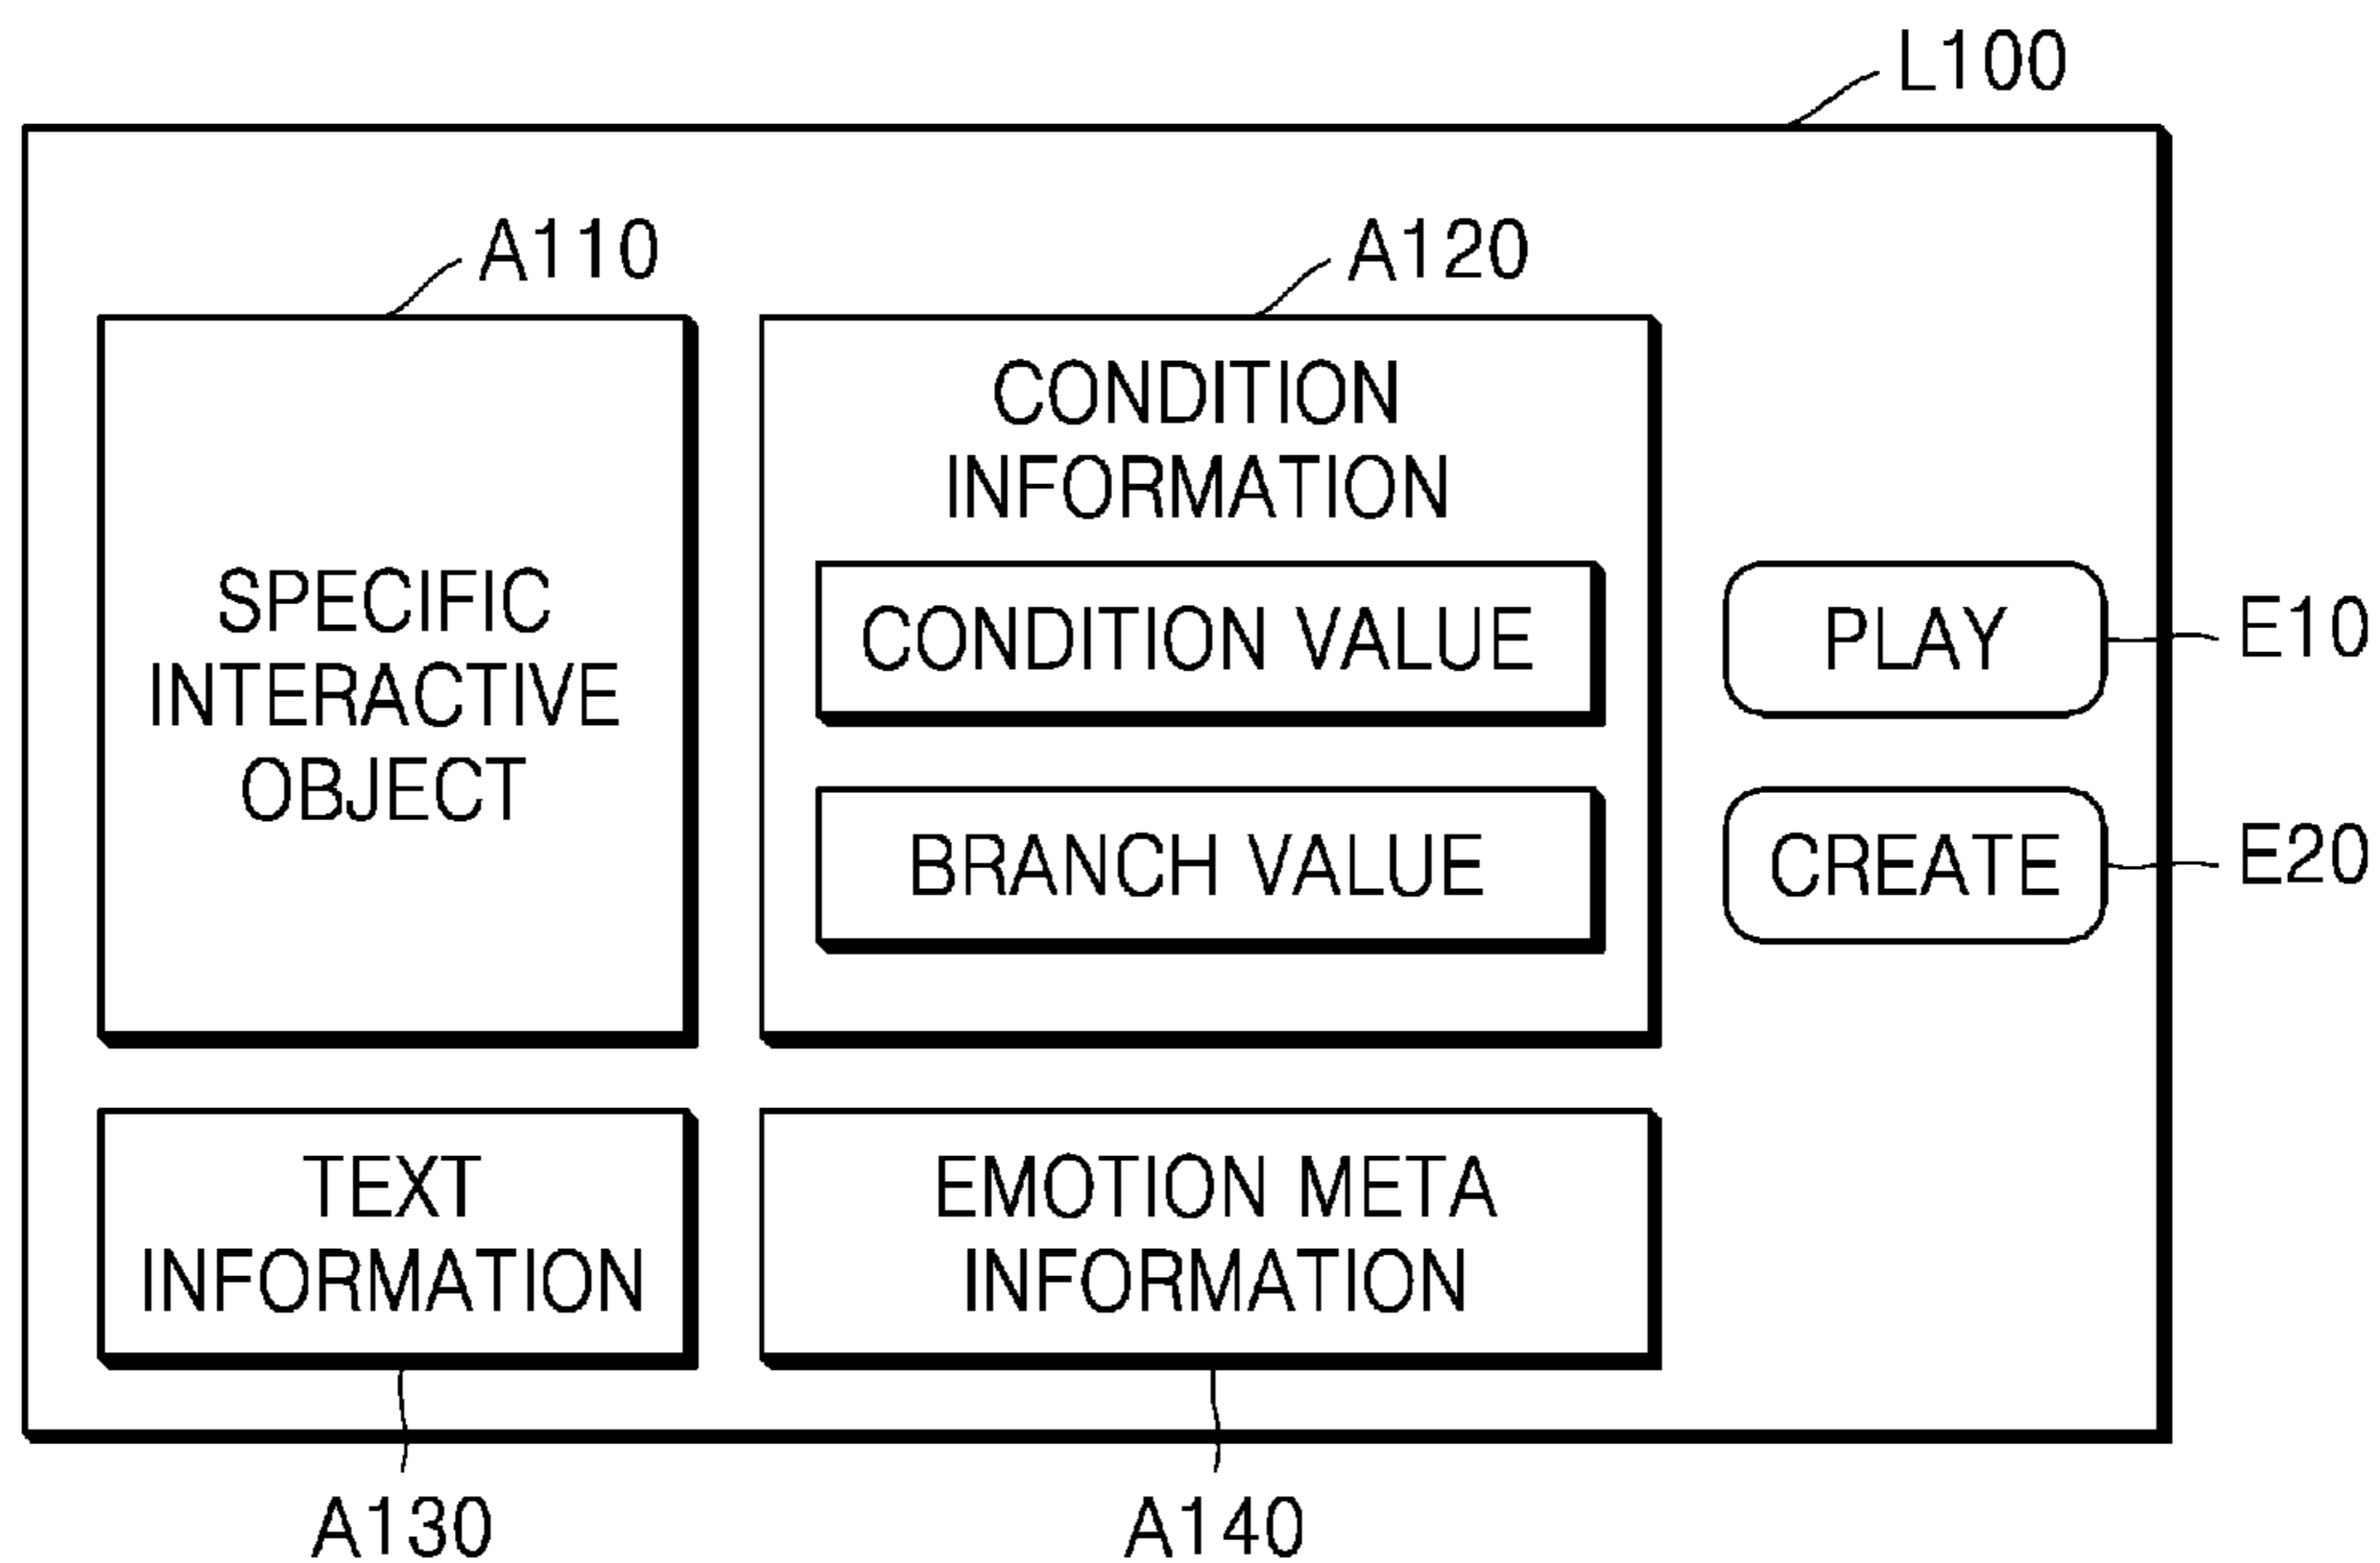 L100
A110
A120
SPECIFIC
INTERACTIVE
OBJECT
CONDITION
INFORMATION
CONDITION VALUE
BRANCH VALUE
PLAY
E10
CREATE
E20
TEXT
INFORMATION
EMOTION META
INFORMATION
A130
A140